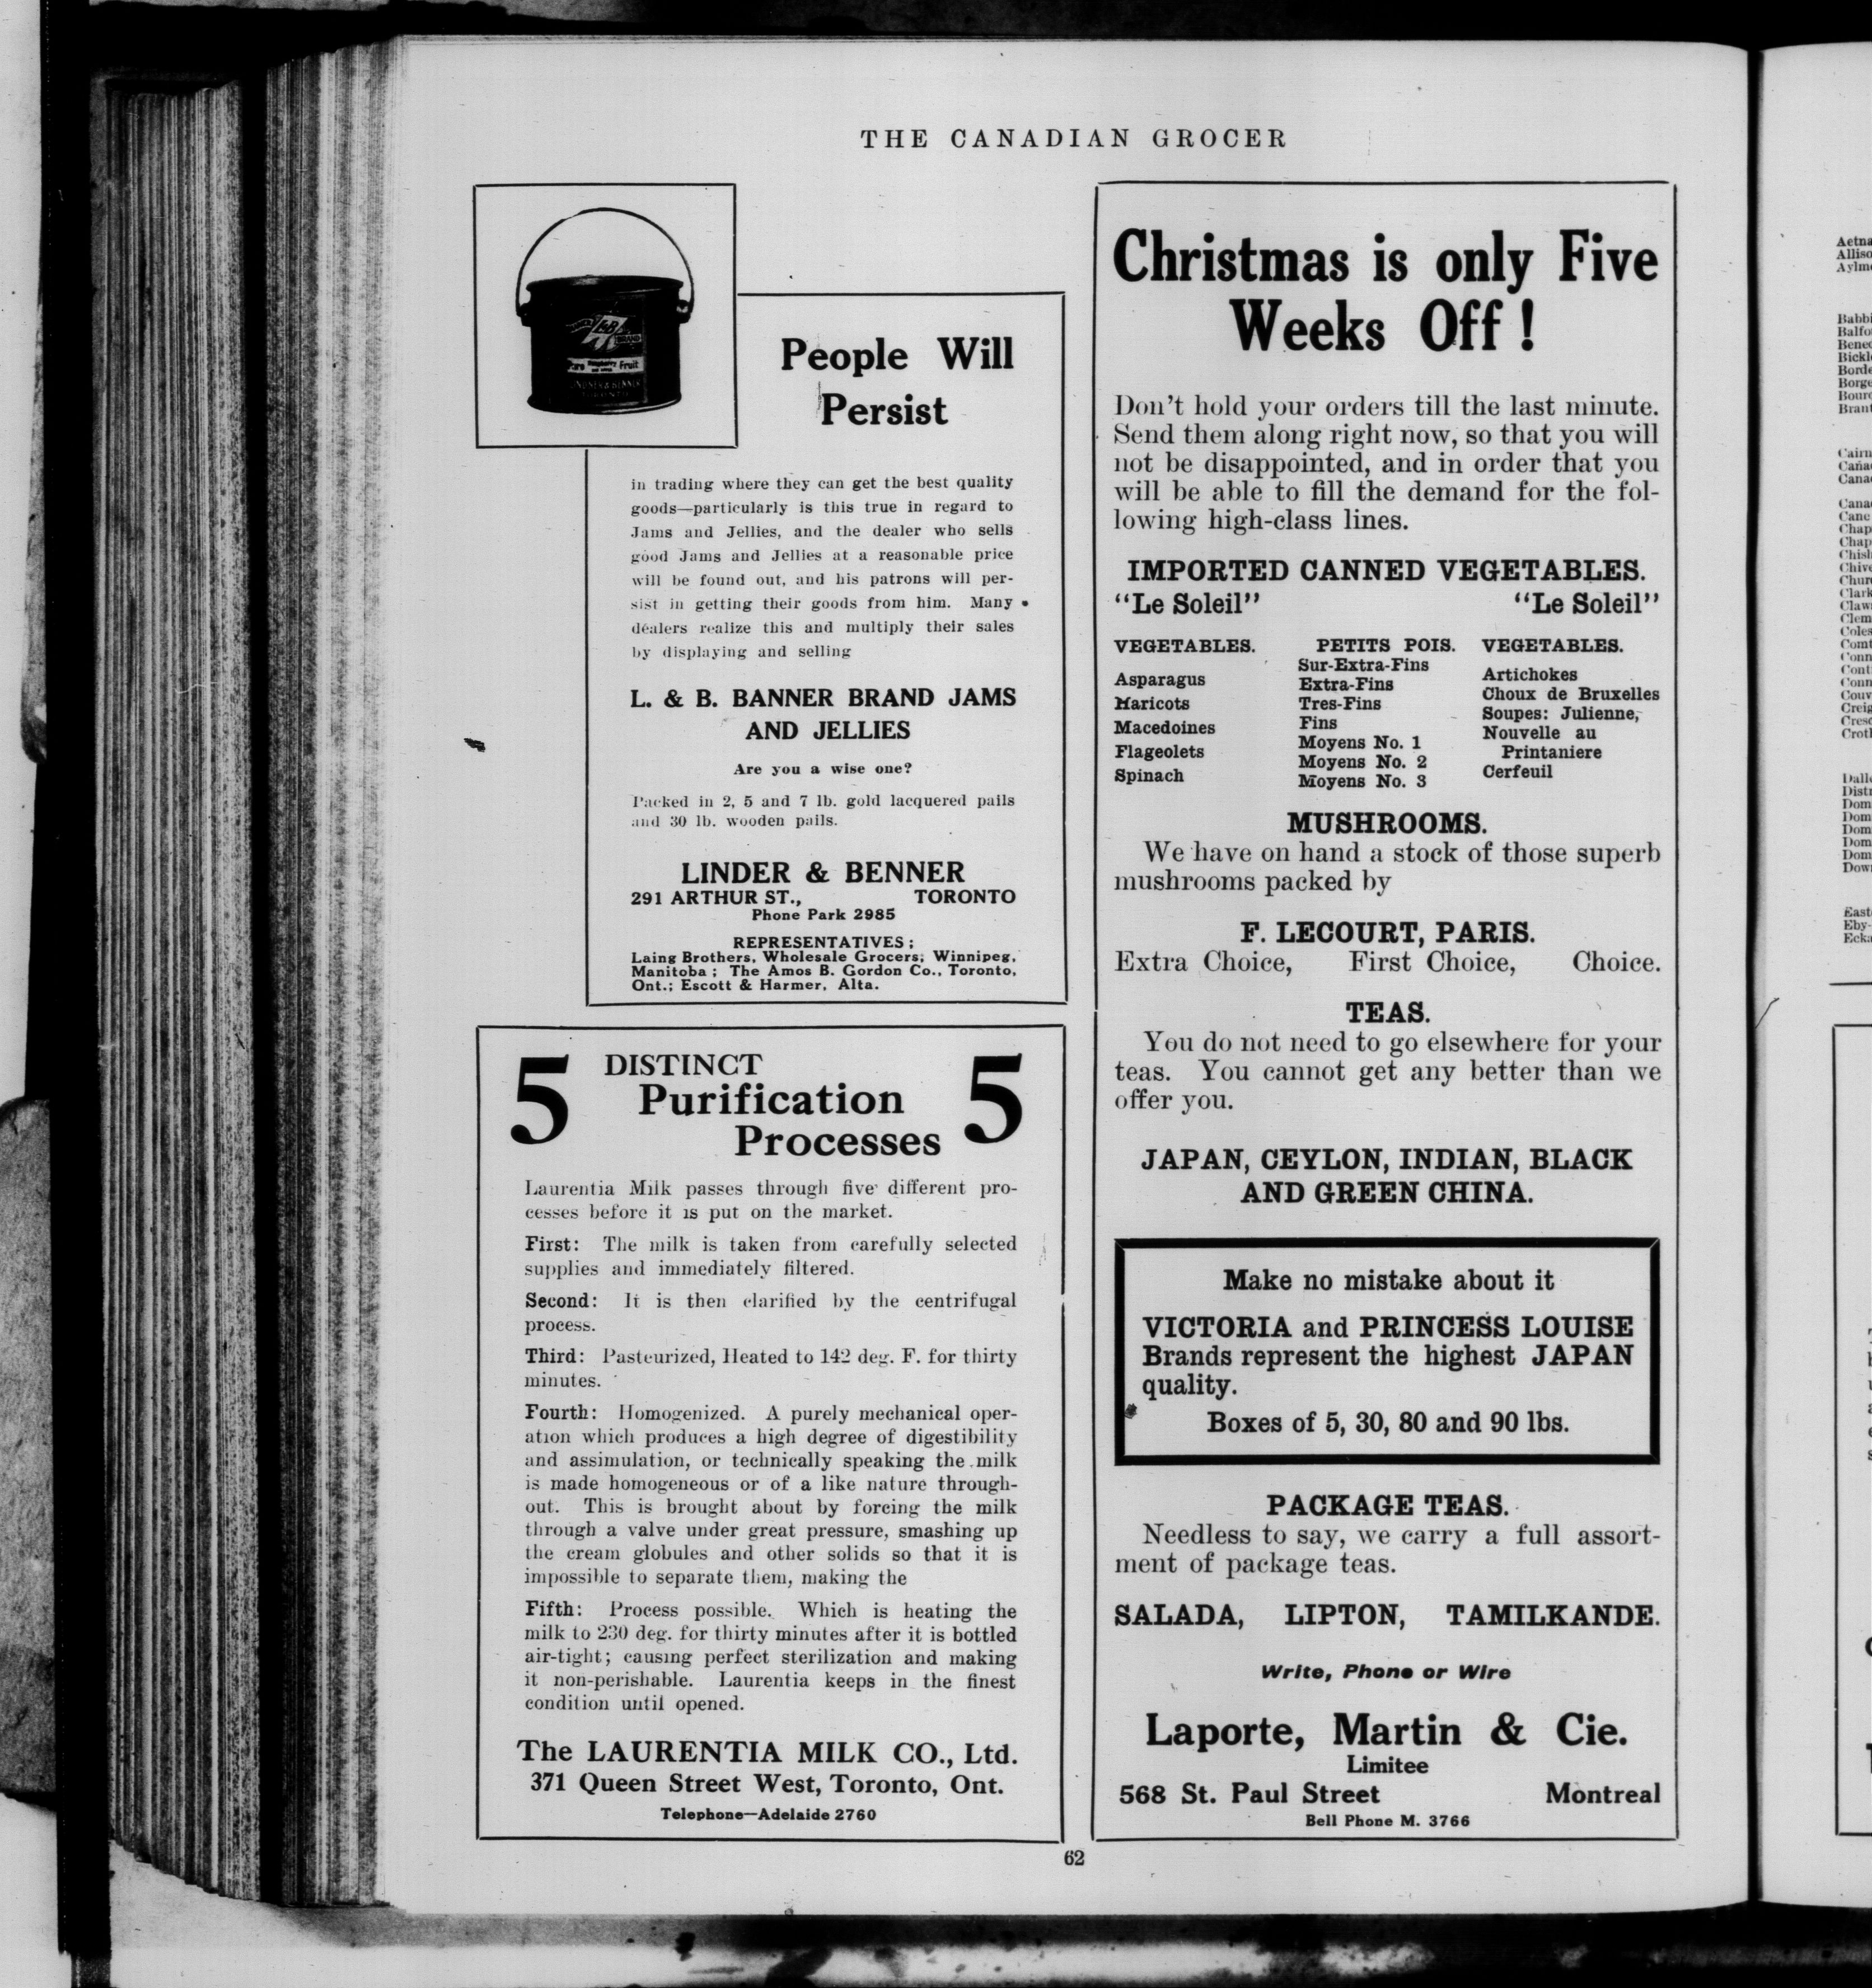 THE CANADIAN GROCER
L&B
BRAND
Raspberry
Fruit
LINDNER & BENNER
TORONTO
People Will
Persist
in trading where they can get the best quality
goods—particularly is this true in regard to
Jams and Jellies, and the dealer who sells
good Jams and Jellies at a reasonable price
will be found out, and his patrons will per-
sist in getting their goods from him. Many
dealers realize this and multiply their sales
by displaying and selling
L. & B. BANNER BRAND JAMS
AND JELLIES
Are you a wise one?
Packed in 2, 5 and 7 lb. gold lacquered pails
and 30 lb. wooden pails.
LINDER & BENNER
291 ARTHUR ST., TORONTO
Phone Park 2985
REPRESENTATIVES;
Laing Brothers, Wholesale Grocers, Winnipeg,
Manitoba; The Amos B. Gordon Co., Toronto,
Ont.; Escott & Harmer, Alta.
5 DISTINCT 5
Purification
Processes
Laurentia Milk passes through five different pro-
cesses before it is put on the market.
First: The milk is taken from carefully selected
supplies and immediately filtered.
Second: It is then clarified by the centrifugal
process.
Third: Pasteurized, Heated to 142 deg. F. for thirty
minutes.
Fourth: Homogenized. A purely mechanical oper-
ation which produces a high degree of digestibility
and assimulation, or technically speaking the milk
is made homogeneous or of a like nature through-
out. This is brought about by forcing the milk
through a valve under great pressure, smashing up
the cream globules and other solids so that it is
impossible to separate them, making the
Fifth: Process possible. Which is heating the
milk to 230 deg. for thirty minutes after it is bottled
air-tight; causing perfect sterilization and making
it non-perishable. Laurentia keeps in the finest
condition until opened.
The LAURENTIA MILK CO., Ltd.
371 Queen Street West, Toronto, Ont.
Telephone—Adelaide 2760
Christmas is only Five
Weeks Off!
Don't hold your orders till the last minute.
Send them along right now, so that you will
not be disappointed, and in order that you
will be able to fill the demand for the fol-
lowing high-class lines.
IMPORTED CANNED VEGETABLES.
"Le Soleil" "Le Soleil"
VEGETABLES.
Asparagus
Haricots
Macedoines
Flageolets
Spinach
PETITS POIS.
Sur-Extra-Fins
Extra-Fins
Tres-Fins
Fins
Moyens No. 1
Moyens No. 2
Moyens No. 3
VEGETABLES.
Artichokes
Choux de Bruxelles
Soupes: Julienne,
Nouvelle au
Printaniere
Cerfeuil
MUSHROOMS.
We have on hand a stock of those superb
mushrooms packed by
F. LECOURT, PARIS.
Extra Choice, First Choice, Choice.
TEAS.
You do not need to go elsewhere for your
teas. You cannot get any better than we
offer you.
JAPAN, CEYLON, INDIAN, BLACK
AND GREEN CHINA.
Make no mistake about it
VICTORIA and PRINCESS LOUISE
Brands represent the highest JAPAN
quality.
Boxes of 5, 30, 80 and 90 lbs.
PACKAGE TEAS.
Needless to say, we carry a full assort-
ment of package teas.
SALADA, LIPTON, TAMILKANDE.
Write, Phone or Wire
Laporte, Martin & Cie.
Limitee
568 St. Paul Street Montreal
Bell Phone M. 3766
62